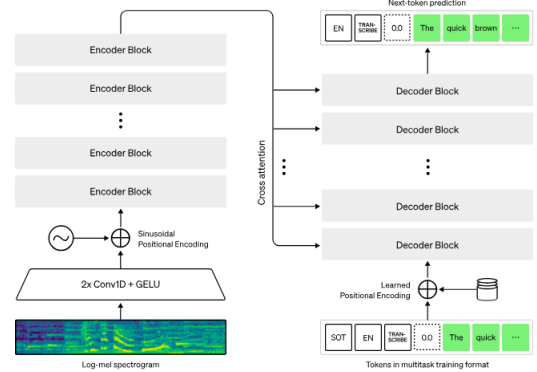 Next-token prediction
EN TRAN-SCRIBE 0.0 The quick brown ...
Encoder Block
Encoder Block
Encoder Block
Encoder Block
Sinusoidal
Positional Encoding
2x Conv1D + GELU
Log-mel spectrogram
Cross attention
Decoder Block
Decoder Block
Decoder Block
Decoder Block
Learned
Positional Encoding
SOT EN TRAN-SCRIBE 0.0 The quick ...
Tokens in multitask training format